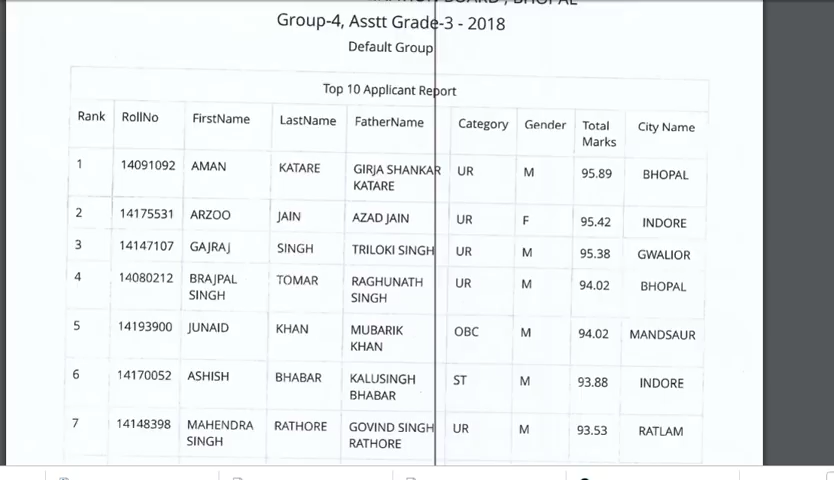 BOARD, BHOPAL
Group-4, Asstt Grade-3 - 2018
Default Group
Top 10 Applicant Report
Rank RollNo FirstName LastName FatherName Category Gender Total Marks City Name
1 14091092 AMAN KATARE GIRJA SHANKAR KATARE UR M 95.89 BHOPAL
2 14175531 ARZOO JAIN AZAD JAIN UR F 95.42 INDORE
3 14147107 GAJRAJ SINGH TRILOKI SINGH UR M 95.38 GWALIOR
4 14080212 BRAJPAL SINGH TOMAR RAGHUNATH SINGH UR M 94.02 BHOPAL
5 14193900 JUNAID KHAN MUBARIK KHAN OBC M 94.02 MANDSAUR
6 14170052 ASHISH BHABAR KALUSINGH BHABAR ST M 93.88 INDORE
7 14148398 MAHENDRA SINGH RATHORE GOVIND SINGH RATHORE UR M 93.53 RATLAM